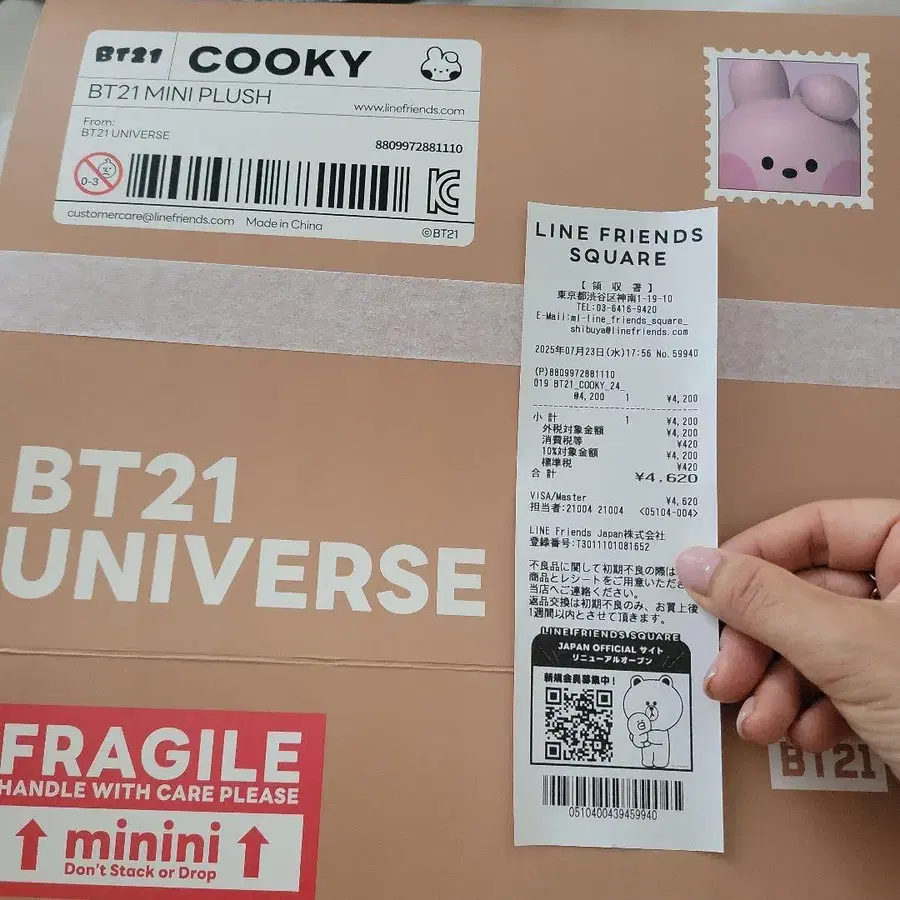 BT21 COOKY
BT21 MINI PLUSH
www.linefriends.com
From:
BT21 UNIVERSE
8809972881110
0-3
customercare@linefriends.com Made in China
©BT21
LINE FRIENDS
SQUARE
【 領 収 書 】
東京都渋谷区神南1-19-10
TEL:03-6416-9420
E-Mail:ml-line_friends_square_
shibuya@linefriends.com
2025年07月23日(水)17:56 No.59940
(P)8809972881110
019 BT21_COOKY_24_
@4,200 1 ¥4,200
小 計 1 ¥4,200
外税対象金額 ¥4,200
消費税等 ¥420
10%対象金額 ¥4,200
標準税 ¥420
合 計 ¥4,620
VISA/Master ¥4,620
担当者:21004 21004 <05104-004>
LINE Friends Japan株式会社
登録番号:T3011101081652
不良品に関して初期不良の際は
商品とレシートをご用意いただき
当店へご連絡ください。
返品交換は初期不良のみ、お買上後
1週間以内とさせて頂きます。
LINE FRIENDS SQUARE
JAPAN OFFICIAL サイト
リニューアルオープン
新規会員募集中!
0510400439459940
BT21
UNIVERSE
FRAGILE
HANDLE WITH CARE PLEASE
minini
Don't Stack or Drop
BT21